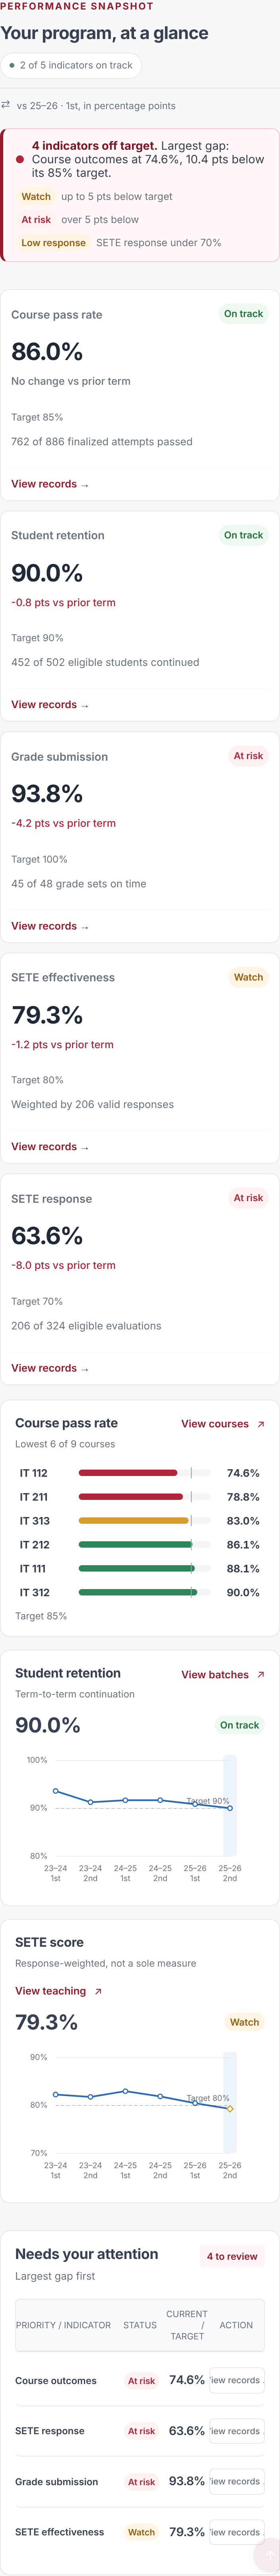 PERFORMANCE SNAPSHOT
Your program, at a glance
2 of 5 indicators on track
vs 25–26 · 1st, in percentage points
4 indicators off target. Largest gap:
Course outcomes at 74.6%, 10.4 pts below
its 85% target.
Watch up to 5 pts below target
At risk over 5 pts below
Low response SETE response under 70%
Course pass rate On track
86.0%
No change vs prior term
Target 85%
762 of 886 finalized attempts passed
View records →
Student retention On track
90.0%
-0.8 pts vs prior term
Target 90%
452 of 502 eligible students continued
View records →
Grade submission At risk
93.8%
-4.2 pts vs prior term
Target 100%
45 of 48 grade sets on time
View records →
SETE effectiveness Watch
79.3%
-1.2 pts vs prior term
Target 80%
Weighted by 206 valid responses
View records →
SETE response At risk
63.6%
-8.0 pts vs prior term
Target 70%
206 of 324 eligible evaluations
View records →
Course pass rate View courses ↗
Lowest 6 of 9 courses
IT 112 74.6%
IT 211 78.8%
IT 313 83.0%
IT 212 86.1%
IT 111 88.1%
IT 312 90.0%
Target 85%
Student retention View batches ↗
Term-to-term continuation
90.0% On track
100%
Target 90%
90%
80%
23–24 23–24 24–25 24–25 25–26 25–26
1st 2nd 1st 2nd 1st 2nd
SETE score
Response-weighted, not a sole measure
View teaching ↗
79.3% Watch
90%
Target 80%
80%
70%
23–24 23–24 24–25 24–25 25–26 25–26
1st 2nd 1st 2nd 1st 2nd
Needs your attention 4 to review
Largest gap first
PRIORITY / INDICATOR STATUS CURRENT / TARGET ACTION
Course outcomes At risk 74.6% iew records
SETE response At risk 63.6% iew records
Grade submission At risk 93.8% iew records
SETE effectiveness Watch 79.3% iew records